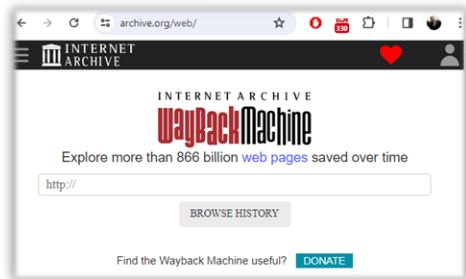 archive.org/web/
330
INTERNET
ARCHIVE
INTERNET ARCHIVE
WayBackMachine
Explore more than 866 billion web pages saved over time
http://
BROWSE HISTORY
Find the Wayback Machine useful? DONATE